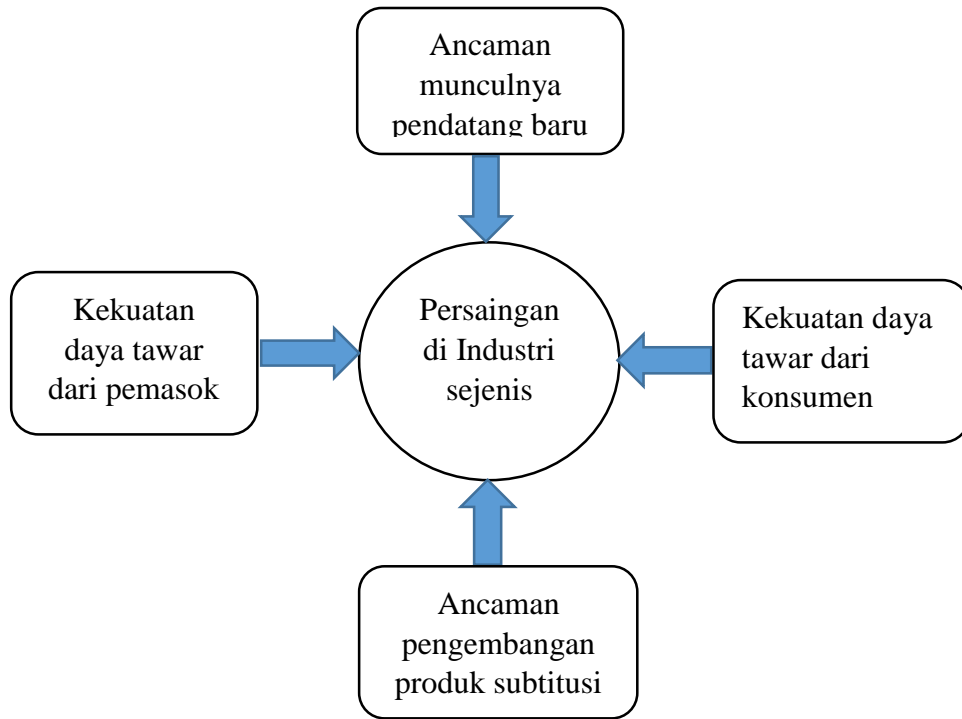 Ancaman
munculnya
pendatang baru
Kekuatan
daya tawar
dari pemasok
Persaingan
di Industri
sejenis
Kekuatan daya
tawar dari
konsumen
Ancaman
pengembangan
produk subtitusi